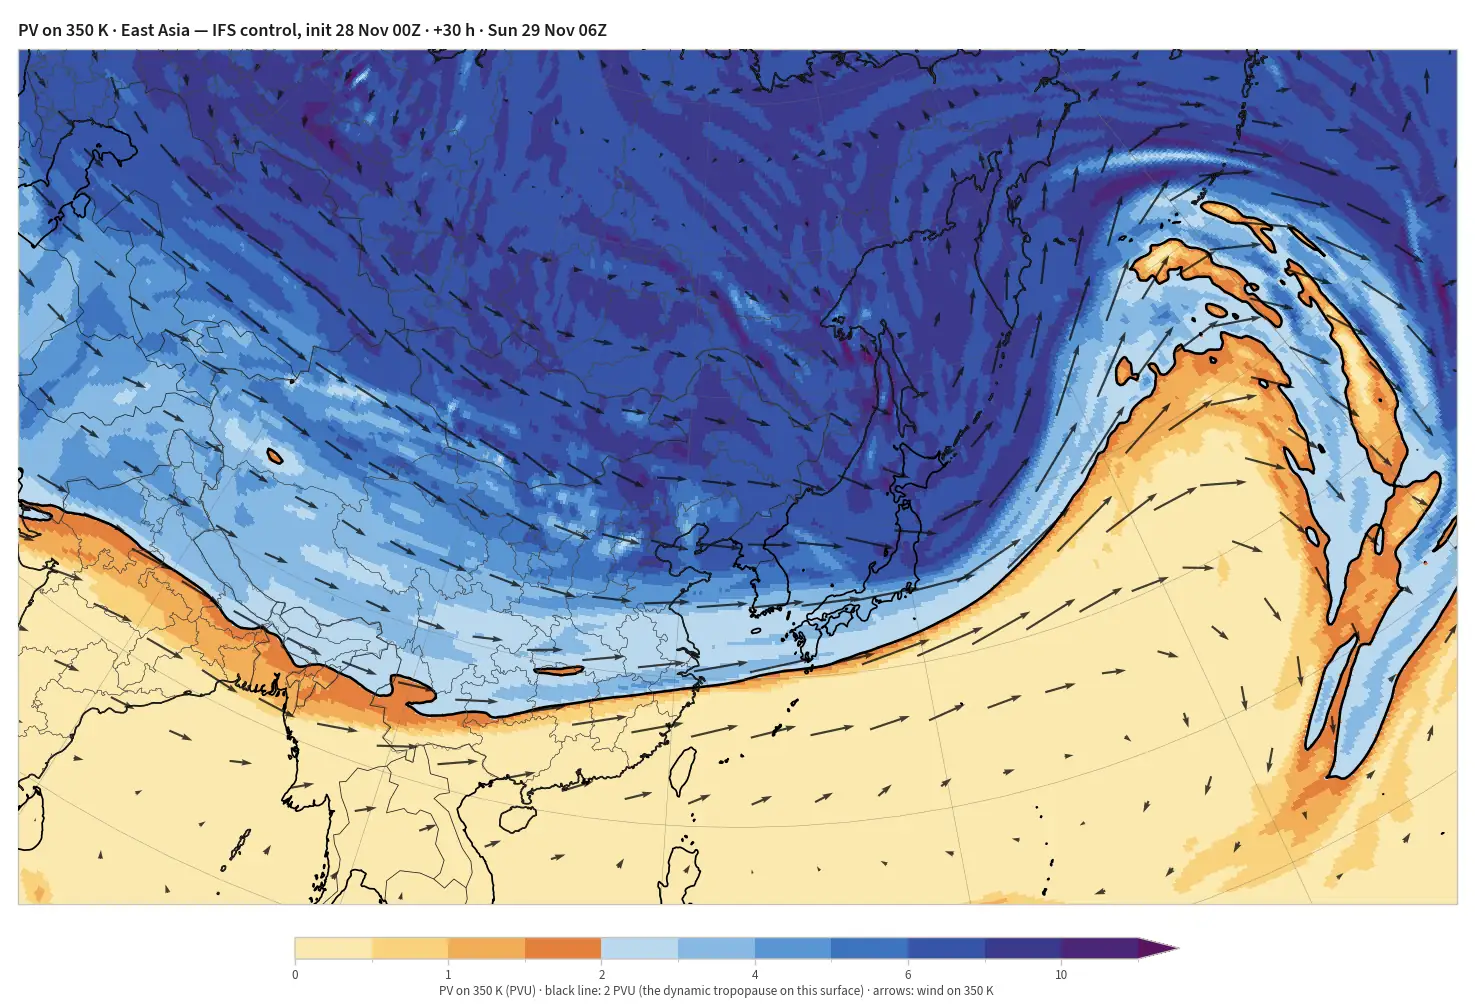 PV on 350 K · East Asia — IFS control, init 28 Nov 00Z · +30 h · Sun 29 Nov 06Z
0 1 2 4 6 10
PV on 350 K (PVU) · black line: 2 PVU (the dynamic tropopause on this surface) · arrows: wind on 350 K